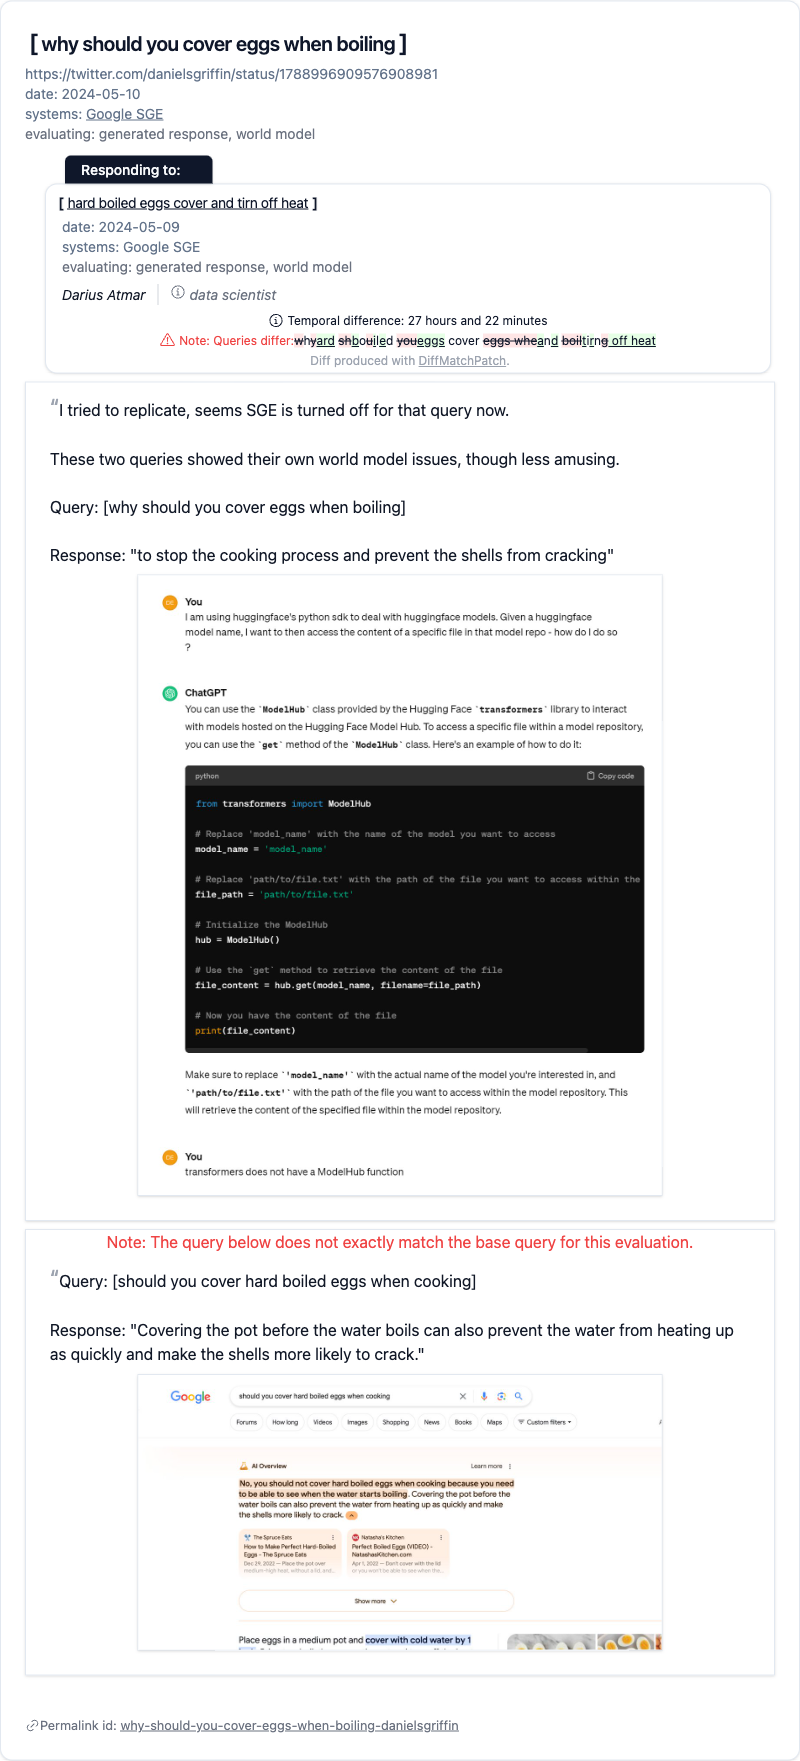 [ why should you cover eggs when boiling ]
https://twitter.com/danielsgriffin/status/1788996909576908981
date: 2024-05-10
systems: Google SGE
evaluating: generated response, world model
Responding to:
[ hard boiled eggs cover and tirn off heat ]
date: 2024-05-09
systems: Google SGE
evaluating: generated response, world model
Darius Atmar data scientist
Temporal difference: 27 hours and 22 minutes
Note: Queries differ:whyard shbouiled youeggs cover eggs wheand boiltirng off heat
Diff produced with DiffMatchPatch.
“I tried to replicate, seems SGE is turned off for that query now.
These two queries showed their own world model issues, though less amusing.
Query: [why should you cover eggs when boiling]
Response: "to stop the cooking process and prevent the shells from cracking"
You
I am using huggingface's python sdk to deal with huggingface models. Given a huggingface
model name, I want to then access the content of a specific file in that model repo - how do I do so
?
ChatGPT
You can use the `ModelHub` class provided by the Hugging Face `transformers` library to interact
with models hosted on the Hugging Face Model Hub. To access a specific file within a model repository,
you can use the `get` method of the `ModelHub` class. Here's an example of how to do it:
python Copy code
from transformers import ModelHub
# Replace 'model_name' with the name of the model you want to access
model_name = 'model_name'
# Replace 'path/to/file.txt' with the path of the file you want to access within the
file_path = 'path/to/file.txt'
# Initialize the ModelHub
hub = ModelHub()
# Use the `get` method to retrieve the content of the file
file_content = hub.get(model_name, filename=file_path)
# Now you have the content of the file
print(file_content)
Make sure to replace `'model_name'` with the actual name of the model you're interested in, and
`'path/to/file.txt'` with the path of the file you want to access within the model repository. This
will retrieve the content of the specified file within the model repository.
You
transformers does not have a ModelHub function
Note: The query below does not exactly match the base query for this evaluation.
“Query: [should you cover hard boiled eggs when cooking]
Response: "Covering the pot before the water boils can also prevent the water from heating up
as quickly and make the shells more likely to crack."
Google should you cover hard boiled eggs when cooking
Forums How long Videos Images Shopping News Books Maps Custom filters
AI Overview Learn more
No, you should not cover hard boiled eggs when cooking because you need
to be able to see when the water starts boiling. Covering the pot before the
water boils can also prevent the water from heating up as quickly and make
the shells more likely to crack.
The Spruce Eats Natasha's Kitchen
How to Make Perfect Hard-Boiled Perfect Boiled Eggs (VIDEO) -
Eggs - The Spruce Eats NatashasKitchen.com
Dec 29, 2022 — Place the pot over Apr 1, 2022 — Don't cover with the lid
medium-high heat, without a lid, and... or you won't be able to see when the...
Show more
Place eggs in a medium pot and cover with cold water by 1
Permalink id: why-should-you-cover-eggs-when-boiling-danielsgriffin